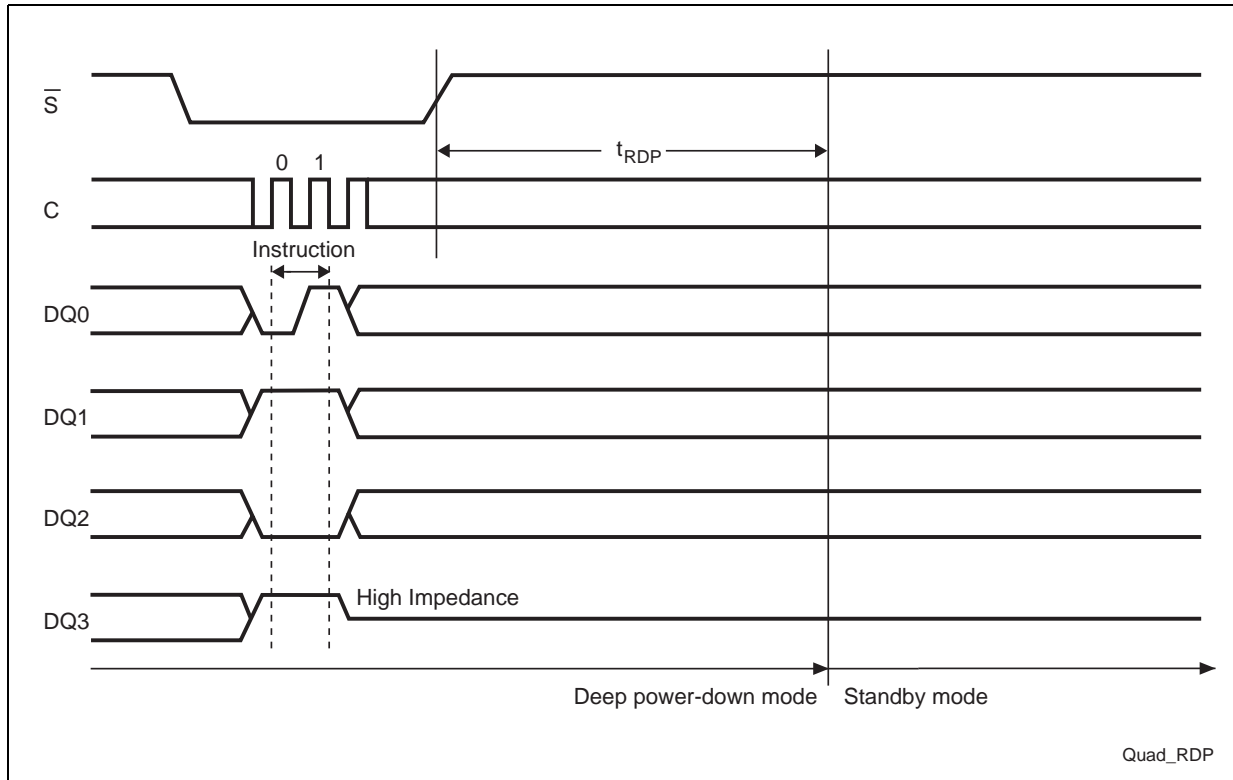 S̅
t_RDP
0 1
C
Instruction
DQ0
DQ1
DQ2
High Impedance
DQ3
Deep power-down mode Standby mode
Quad_RDP